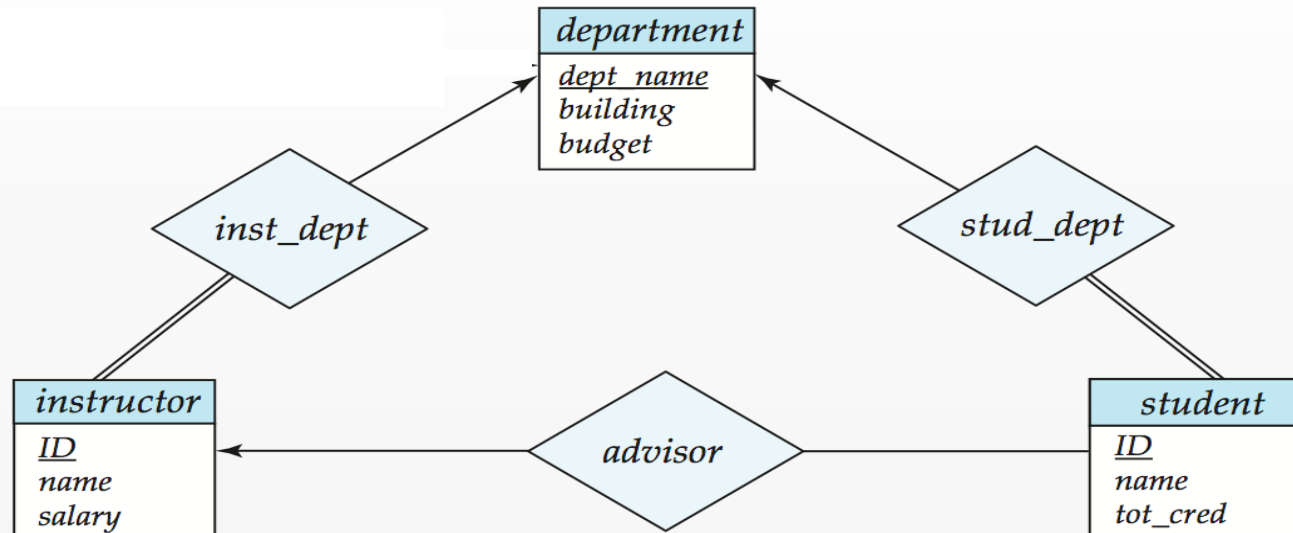 department
dept_name
building
budget
inst_dept
stud_dept
instructor
ID
name
salary
advisor
student
ID
name
tot_cred